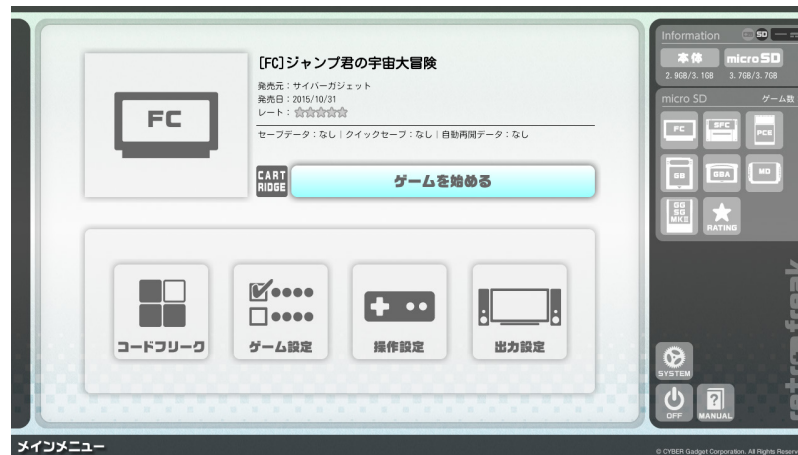 [FC]ジャンプ君の宇宙大冒険
発売元：サイバーガジェット
発売日：2015/10/31
レート：☆☆☆☆☆
セーブデータ：なし｜クイックセーブ：なし｜自動再開データ：なし
FC
CART
RIDGE
ゲームを始める
コードフリーク
ゲーム設定
操作設定
出力設定
メインメニュー
Information
SD
本体
microSD
2.9GB/3.1GB
3.7GB/3.7GB
micro SD
ゲーム数
FC
SFC
PCE
GB
GBA
MD
GG
SG
MKⅢ
RATING
retro freak
SYSTEM
OFF
MANUAL
© CYBER Gadget Corporation. All Rights Reserv